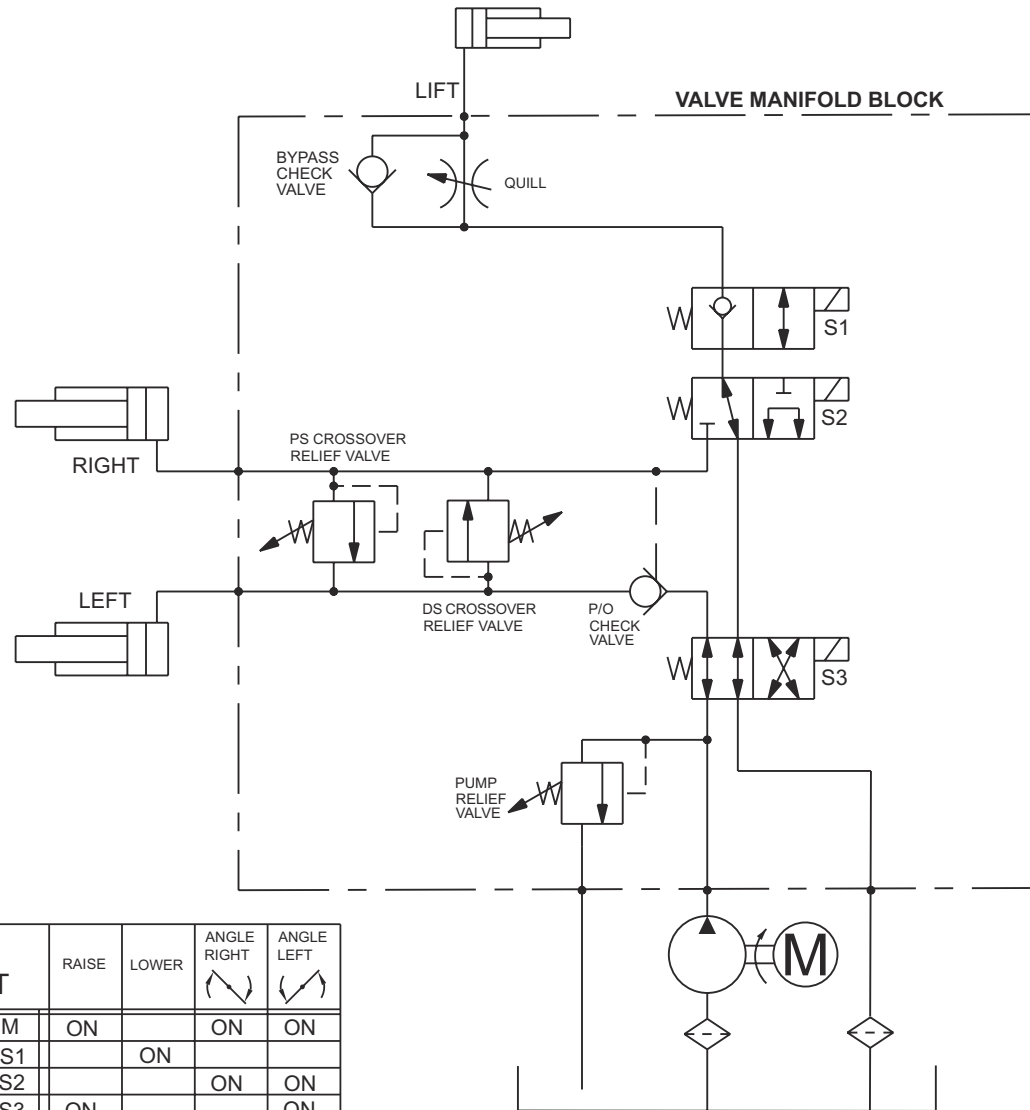 LIFT
VALVE MANIFOLD BLOCK
BYPASS
CHECK
VALVE
QUILL
S1
S2
PS CROSSOVER
RELIEF VALVE
RIGHT
LEFT
DS CROSSOVER
RELIEF VALVE
P/O
CHECK
VALVE
S3
PUMP
RELIEF
VALVE
M
T RAISE LOWER ANGLE RIGHT ANGLE LEFT
M ON ON ON
S1 ON
S2 ON ON
S3 ON ON